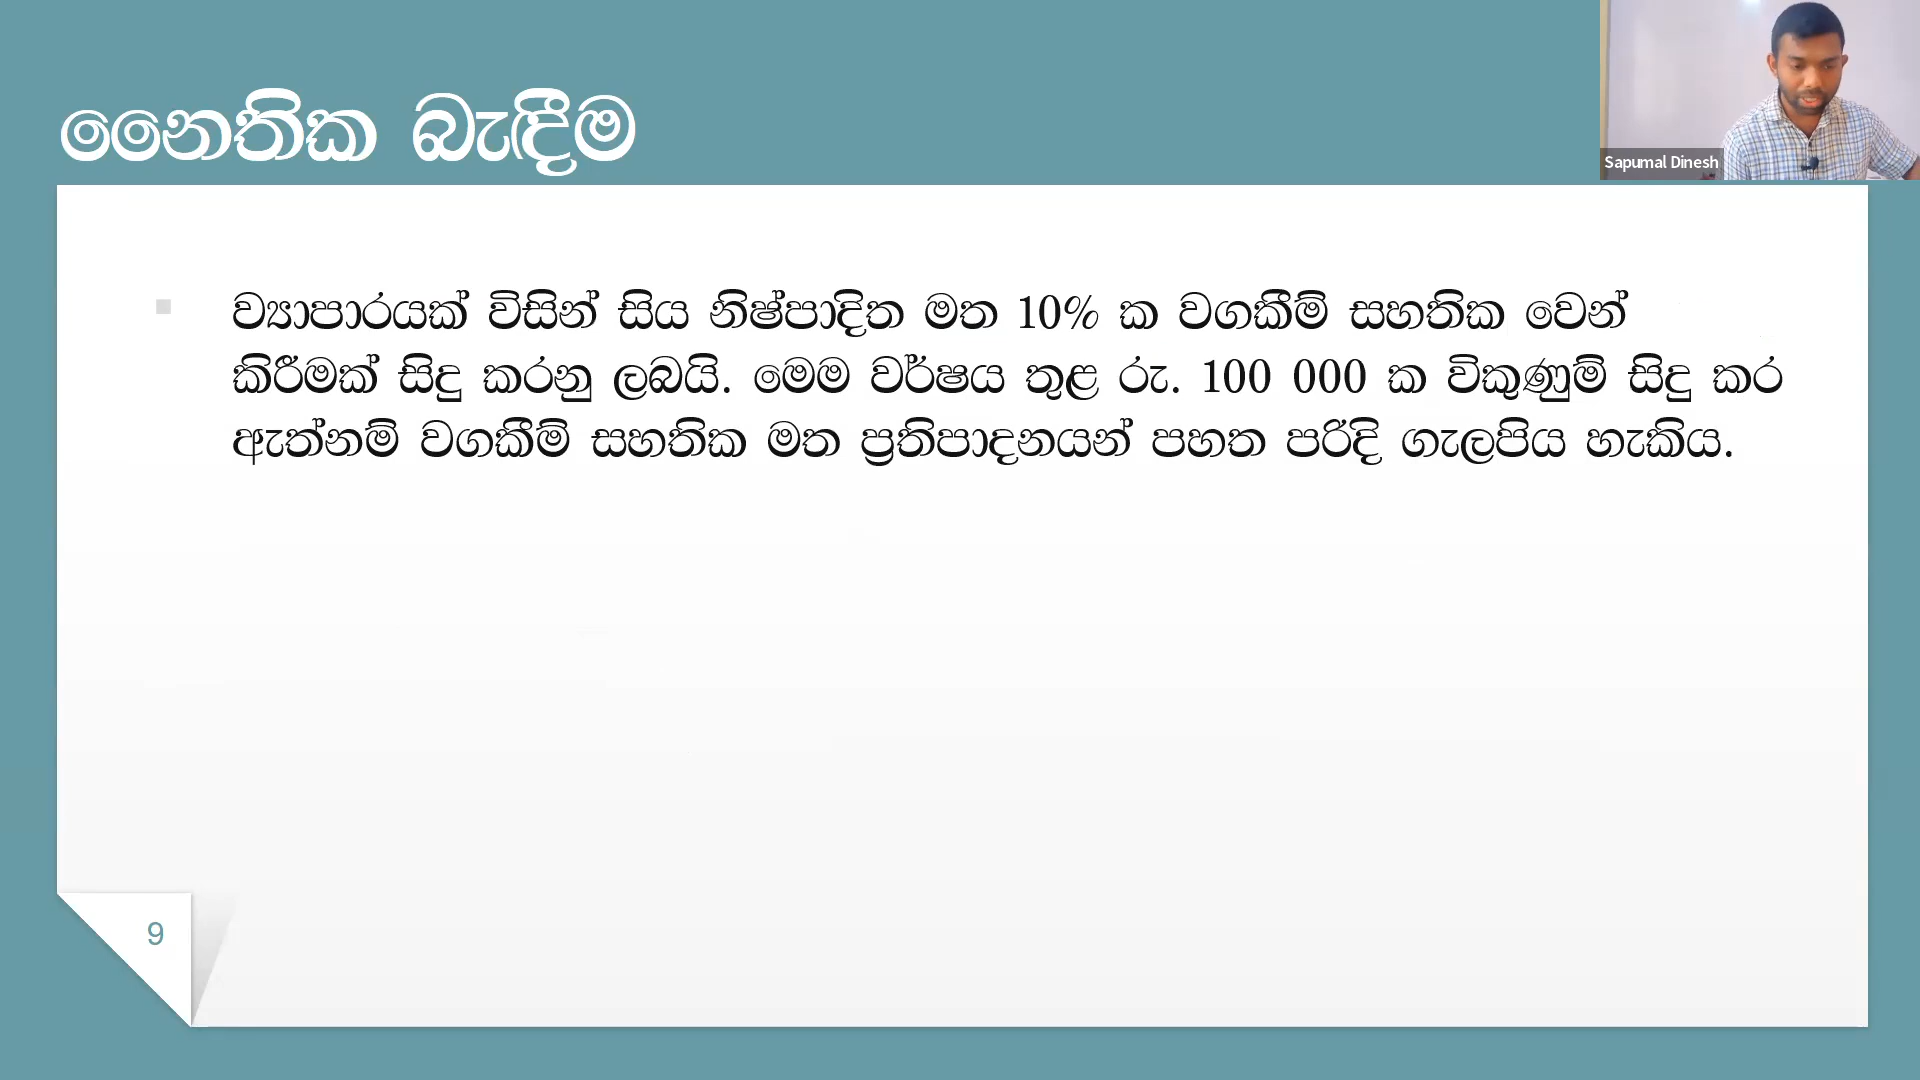 නෛතික බැඳීම
Sapumal Dinesh
ව්‍යාපාරයක් විසින් සිය නිෂ්පාදිත මත 10% ක වගකීම් සහතික වෙන්
කිරීමක් සිදු කරනු ලබයි. මෙම වර්ෂය තුළ රු. 100 000 ක විකුණුම් සිදු කර
ඇත්නම් වගකීම් සහතික මත ප්‍රතිපාදනයන් පහත පරිදි ගැලපිය හැකිය.
9